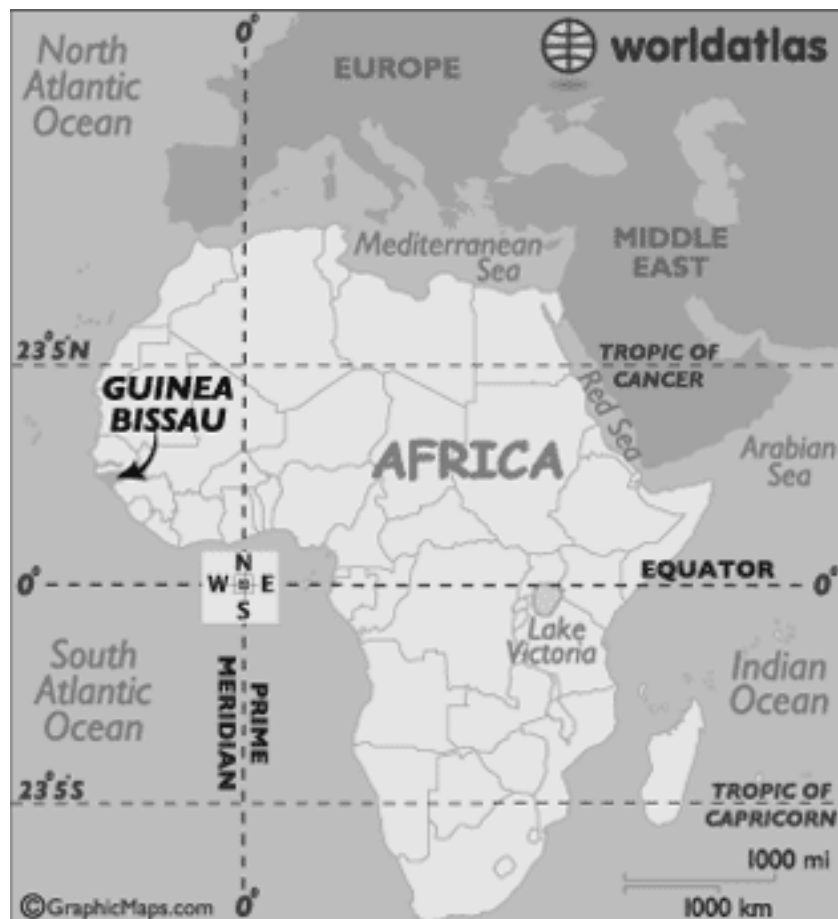 0°
North
Atlantic
Ocean
EUROPE
worldatlas
Mediterranean
Sea
MIDDLE
EAST
23°5'N
TROPIC OF
CANCER
GUINEA
BISSAU
Red Sea
AFRICA
Arabian
Sea
N
W E
S
0°
EQUATOR
0°
Lake
Victoria
South
Atlantic
Ocean
PRIME
MERIDIAN
Indian
Ocean
23°5'S
TROPIC OF
CAPRICORN
1000 mi
1000 km
©GraphicMaps.com
0°